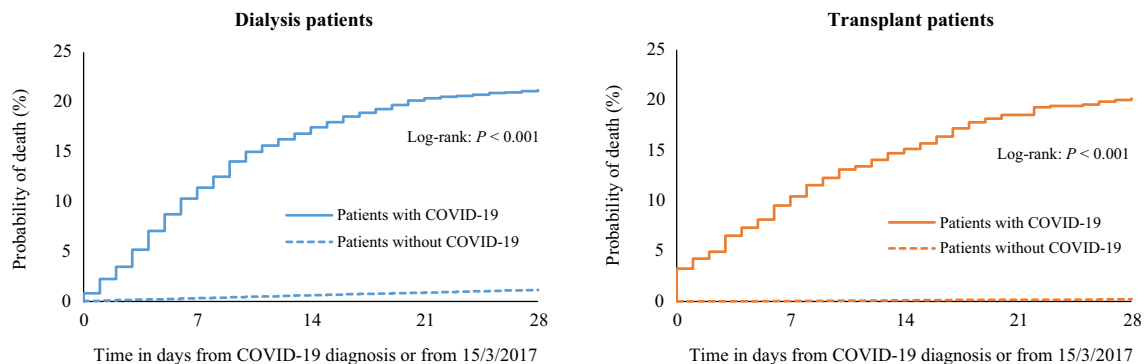 Dialysis patients
Probability of death (%)
25
20
15
10
5
0
Log-rank: P < 0.001
Patients with COVID-19
Patients without COVID-19
0 7 14 21 28
Time in days from COVID-19 diagnosis or from 15/3/2017
Transplant patients
Probability of death (%)
25
20
15
10
5
0
Log-rank: P < 0.001
Patients with COVID-19
Patients without COVID-19
0 7 14 21 28
Time in days from COVID-19 diagnosis or from 15/3/2017